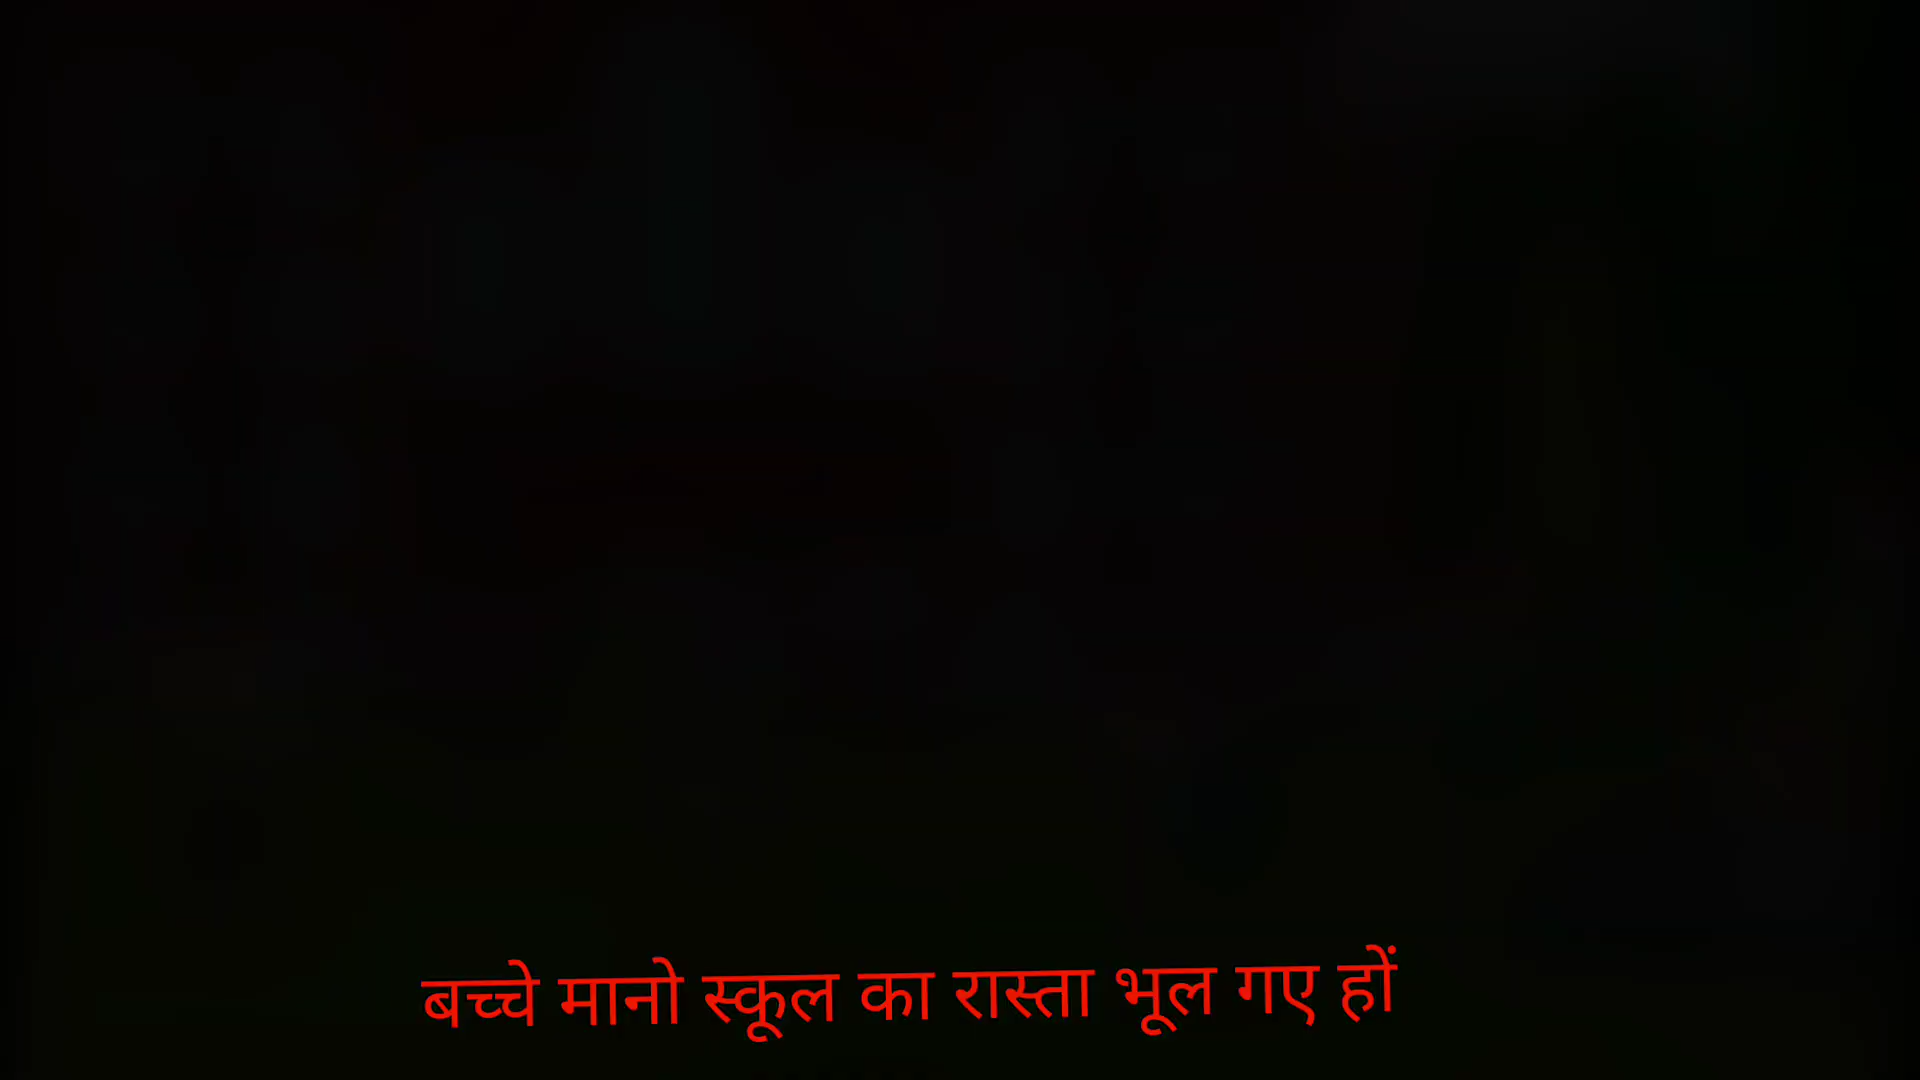 बच्चे मानो स्कूल का रास्ता भूल गए हों